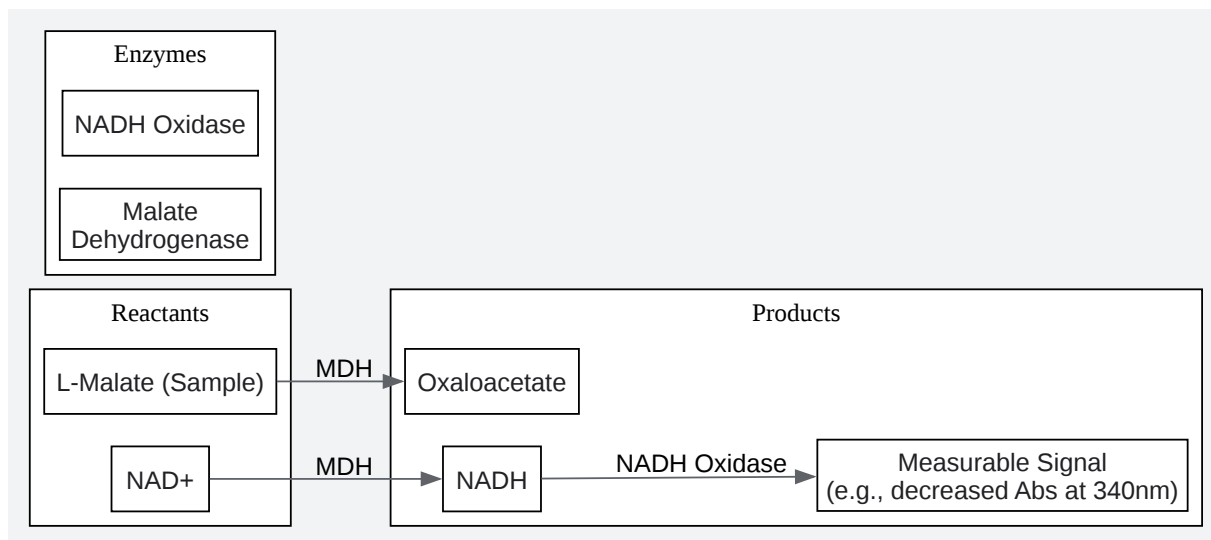 Enzymes
NADH Oxidase
Malate
Dehydrogenase
Reactants
Products
L-Malate (Sample)
MDH
Oxaloacetate
NAD+
MDH
NADH
NADH Oxidase
Measurable Signal
(e.g., decreased Abs at 340nm)